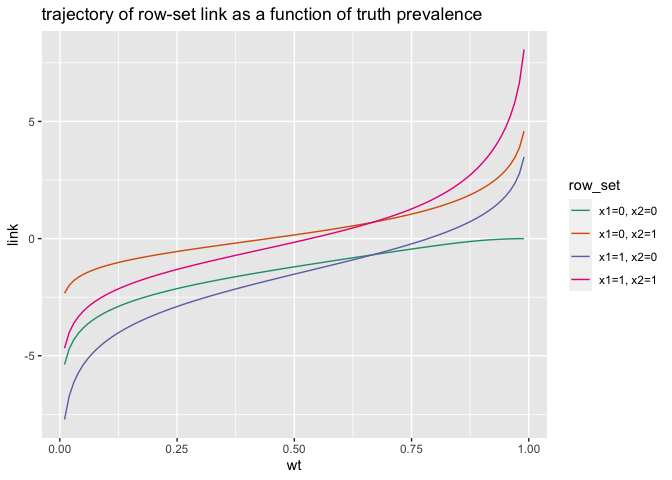 trajectory of row-set link as a function of truth prevalence
link
5
0
-5
0.00 0.25 0.50 0.75 1.00
wt
row_set
x1=0, x2=0
x1=0, x2=1
x1=1, x2=0
x1=1, x2=1